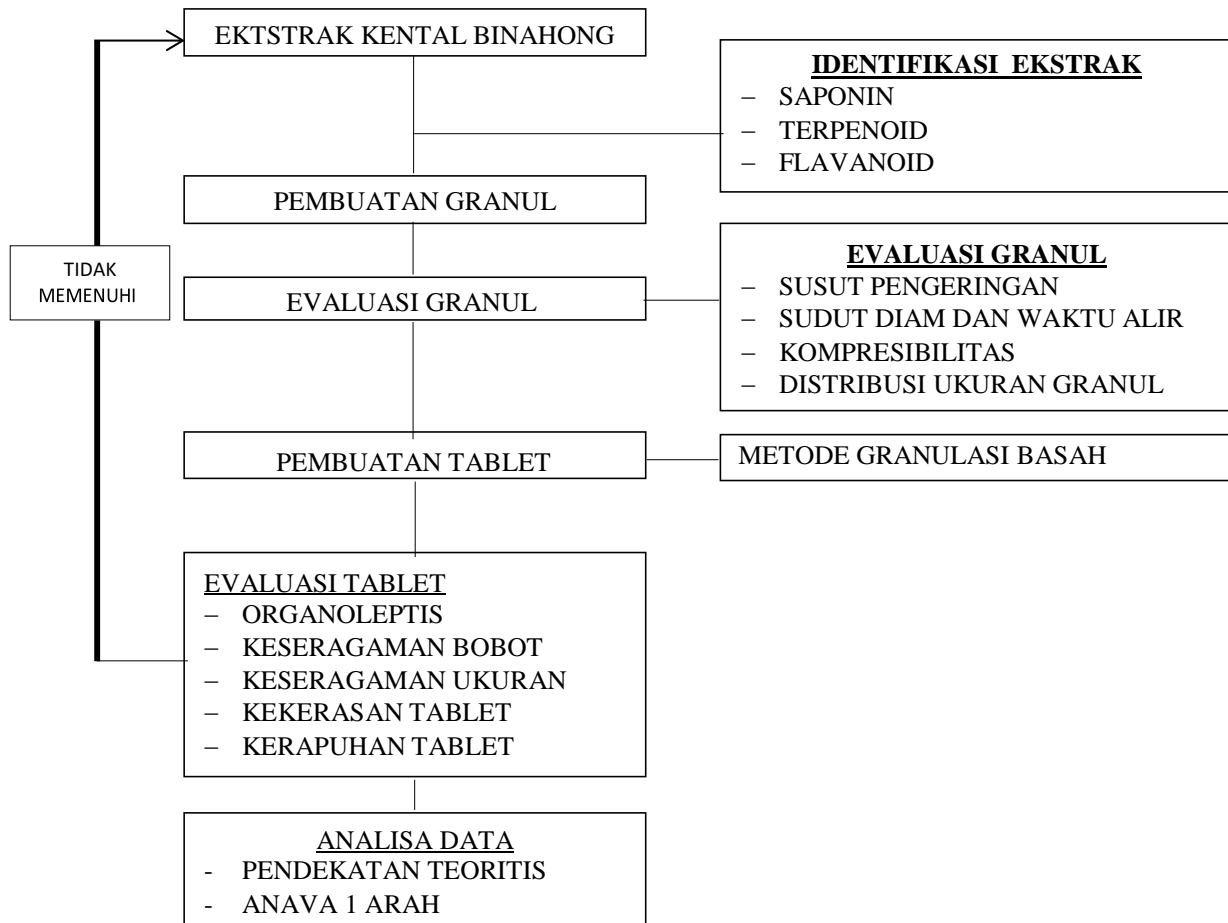 EKTSTRAK KENTAL BINAHONG
IDENTIFIKASI EKSTRAK
– SAPONIN
– TERPENOID
– FLAVANOID
PEMBUATAN GRANUL
TIDAK
MEMENUHI
EVALUASI GRANUL
EVALUASI GRANUL
– SUSUT PENGERINGAN
– SUDUT DIAM DAN WAKTU ALIR
– KOMPRESIBILITAS
– DISTRIBUSI UKURAN GRANUL
PEMBUATAN TABLET
METODE GRANULASI BASAH
EVALUASI TABLET
– ORGANOLEPTIS
– KESERAGAMAN BOBOT
– KESERAGAMAN UKURAN
– KEKERASAN TABLET
– KERAPUHAN TABLET
ANALISA DATA
- PENDEKATAN TEORITIS
- ANAVA 1 ARAH